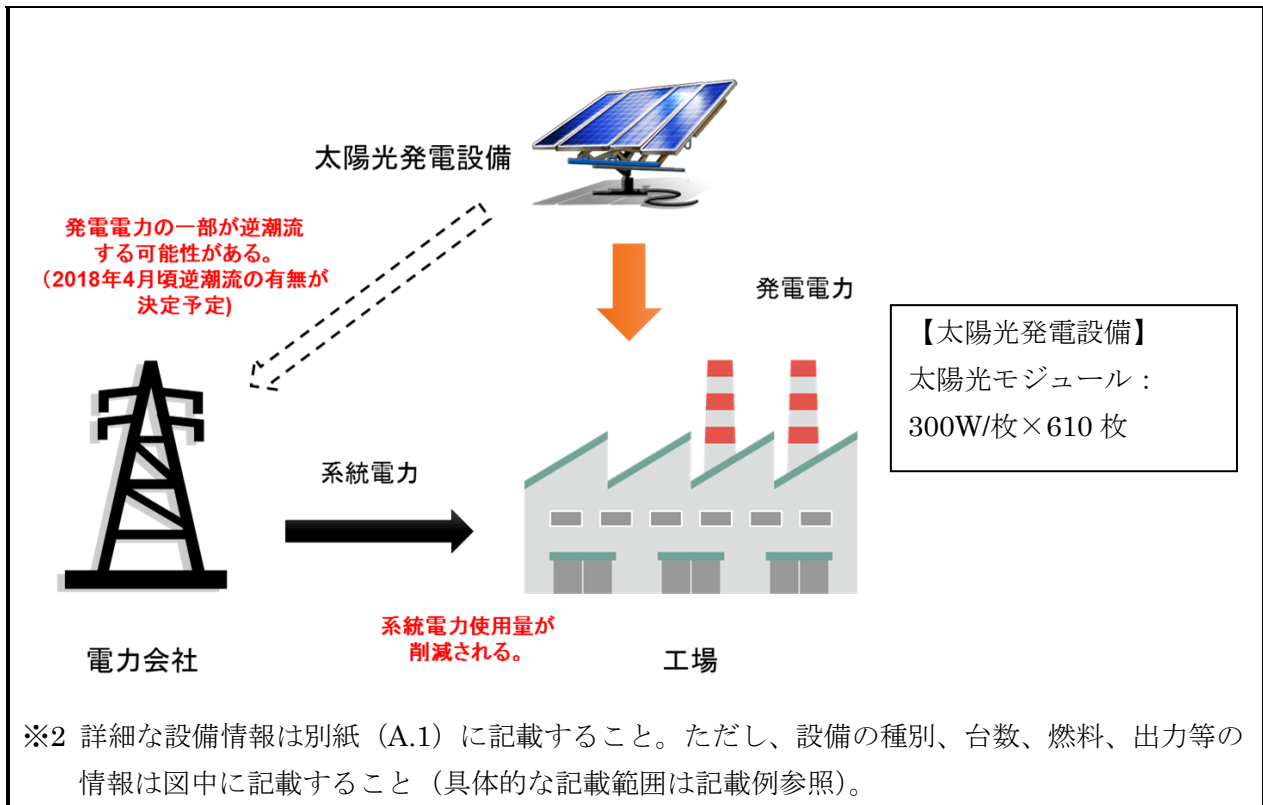 太陽光発電設備
発電電力の一部が逆潮流
する可能性がある。
（2018年4月頃逆潮流の有無が
決定予定)
発電電力
【太陽光発電設備】
太陽光モジュール：
300W/枚×610 枚
系統電力
系統電力使用量が
削減される。
電力会社
工場
※2 詳細な設備情報は別紙（A.1）に記載すること。ただし、設備の種別、台数、燃料、出力等の
情報は図中に記載すること（具体的な記載範囲は記載例参照）。